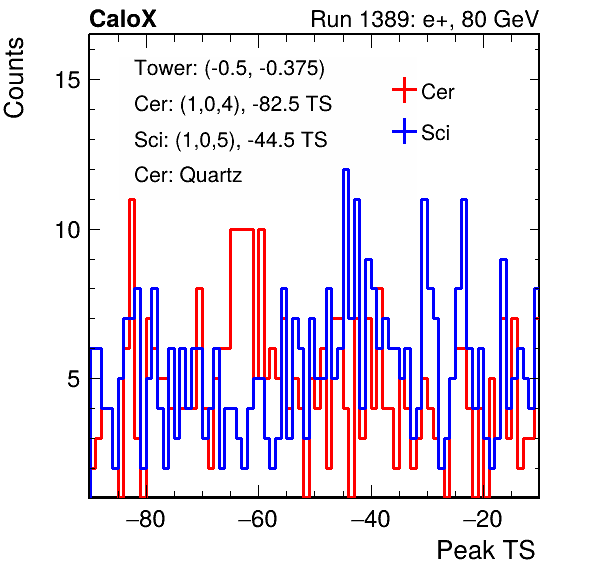 CaloX Run 1389: e+, 80 GeV
Counts
15
10
5
Tower: (-0.5, -0.375)
Cer: (1,0,4), -82.5 TS
Sci: (1,0,5), -44.5 TS
Cer: Quartz
Cer
Sci
−80 −60 −40 −20
Peak TS